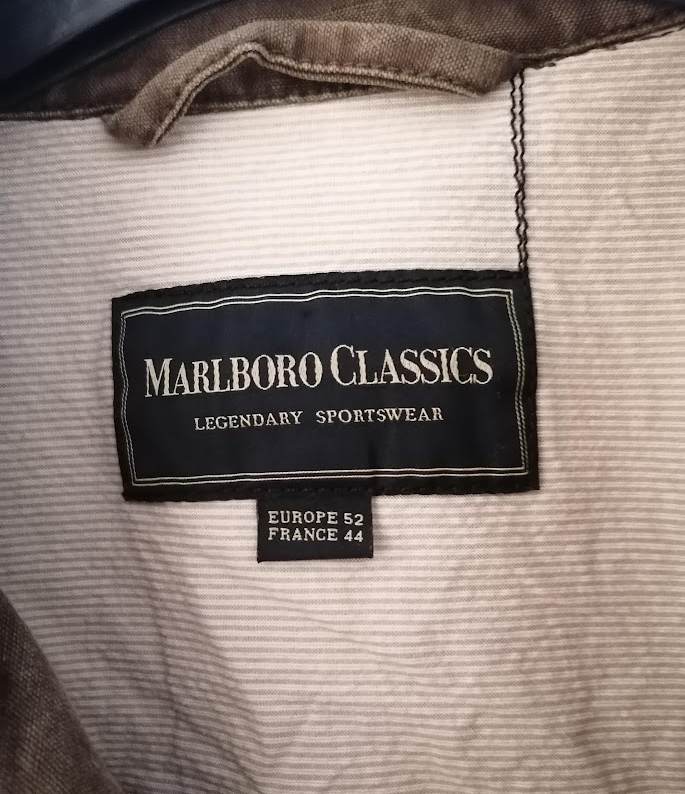 MARLBORO CLASSICS
LEGENDARY SPORTSWEAR
EUROPE 52
FRANCE 44